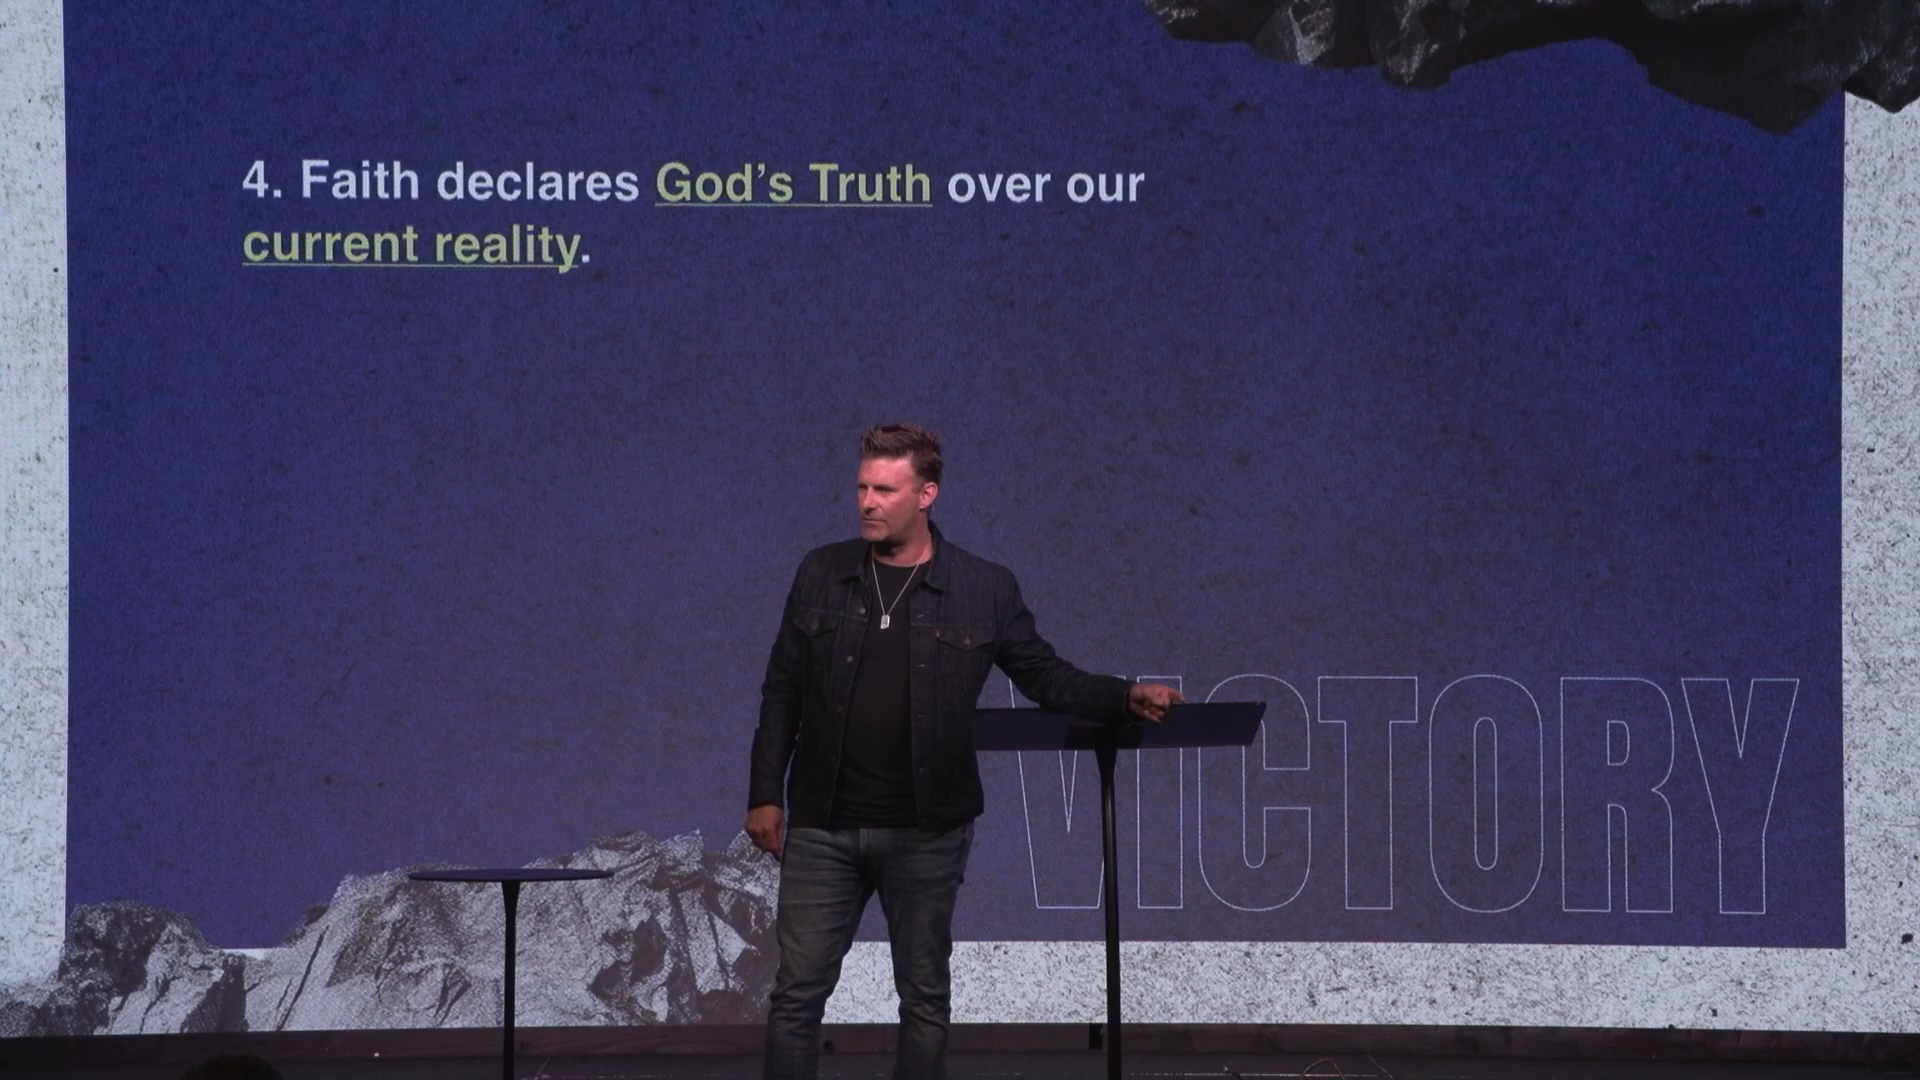 4. Faith declares God’s Truth over our
current reality.
VICTORY